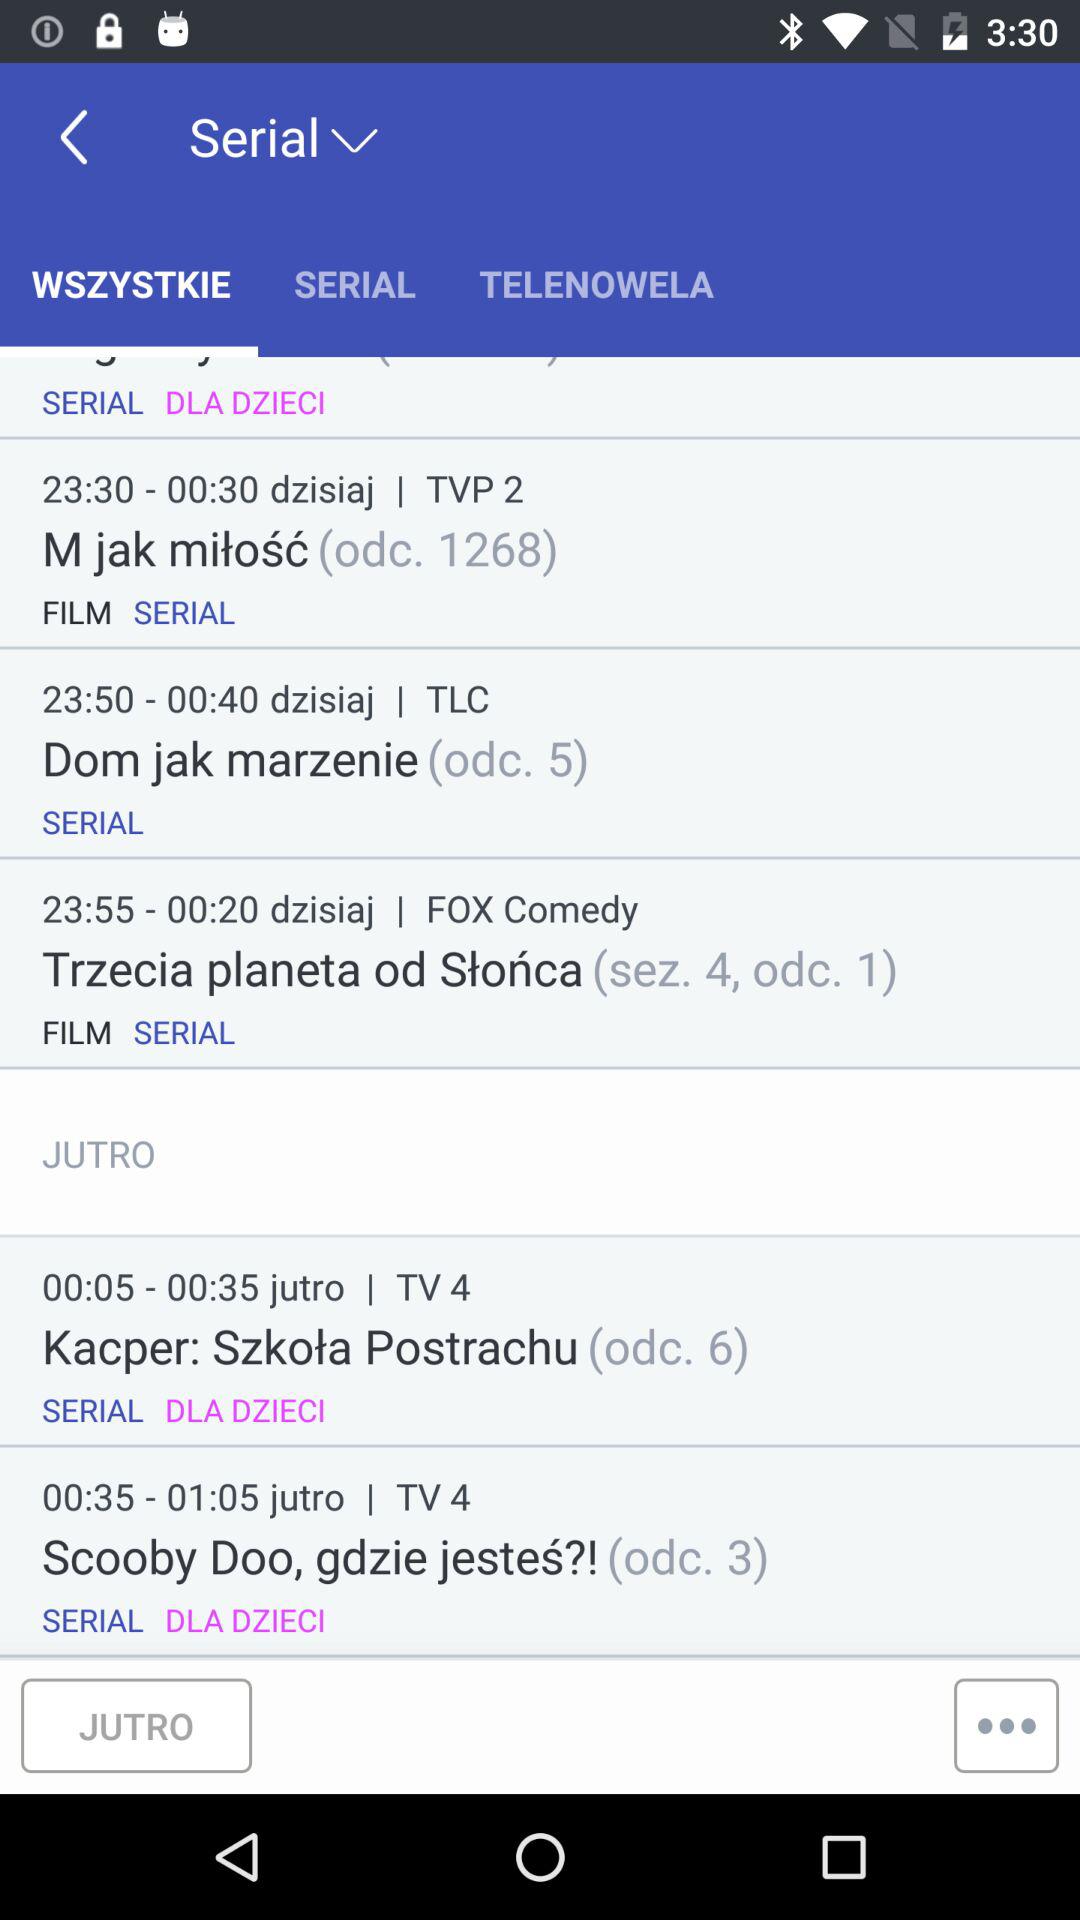 3:30
Serial
WSZYSTKIE SERIAL TELENOWELA
SERIAL DLA DZIECI
23:30 - 00:30 dzisiaj | TVP 2
M jak miłość (odc. 1268)
FILM SERIAL
23:50 - 00:40 dzisiaj | TLC
Dom jak marzenie (odc. 5)
SERIAL
23:55 - 00:20 dzisiaj | FOX Comedy
Trzecia planeta od Słońca (sez. 4, odc. 1)
FILM SERIAL
JUTRO
00:05 - 00:35 jutro | TV 4
Kacper: Szkoła Postrachu (odc. 6)
SERIAL DLA DZIECI
00:35 - 01:05 jutro | TV 4
Scooby Doo, gdzie jesteś?! (odc. 3)
SERIAL DLA DZIECI
JUTRO